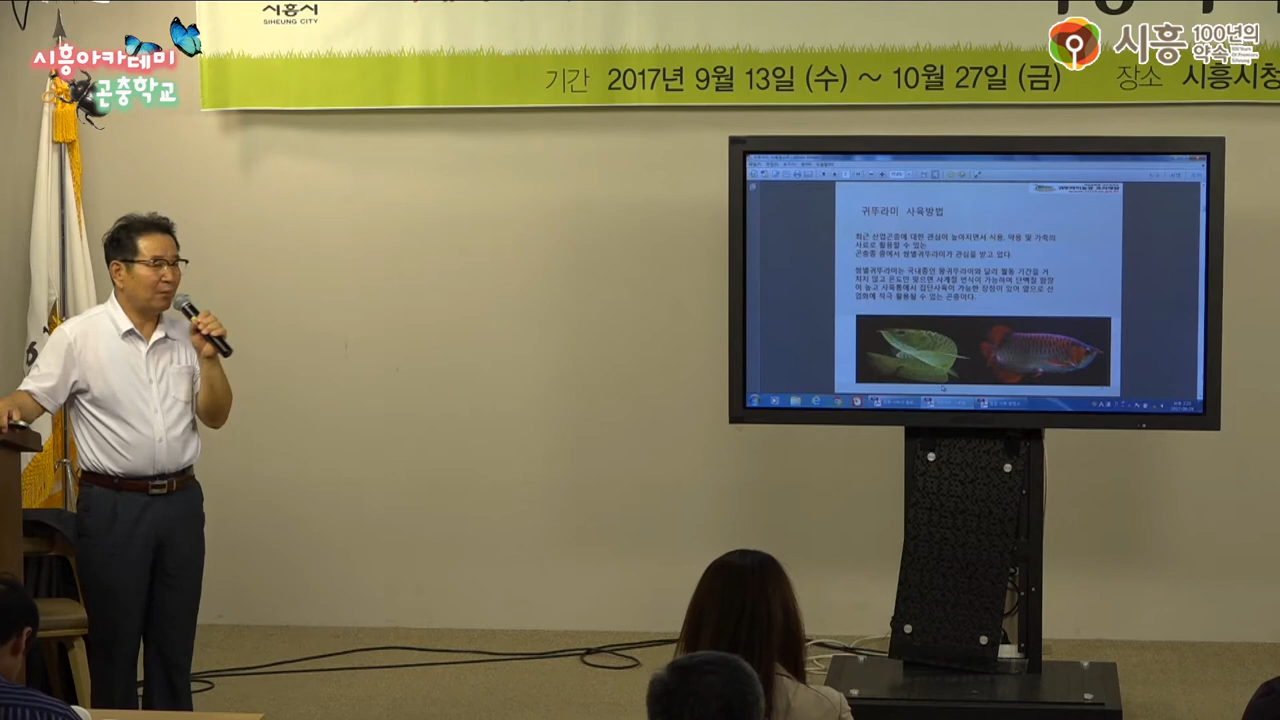 시흥시
SIHEUNG CITY
시흥아카데미
곤충학교
시흥 100년의 약속
기간 2017년 9월 13일 (수) ~ 10월 27일 (금) 장소 시흥시청
귀뚜라미 사육방법
최근 산업곤충에 대한 관심이 높아지면서 식용, 약용 및 가축의
사료로 활용할 수 있는
곤충종 중에서 쌍별귀뚜라미가 관심을 받고 있다.
쌍별귀뚜라미는 국내종인 왕귀뚜라미와 달리 월동 기간을 거
치지 않고 온도만 맞으면 사계절 번식이 가능하며 단백질 함량
이 높고 사육통에서 집단사육이 가능한 장점이 있어 앞으로 산
업화에 적극 활용될 수 있는 곤충이다.